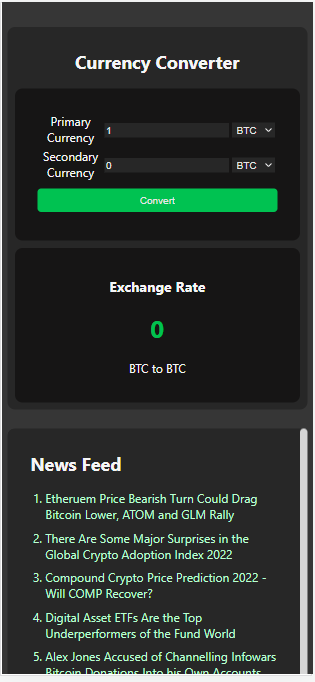 Currency Converter
Primary
Currency
1
BTC
Secondary
Currency
0
BTC
Convert
Exchange Rate
0
BTC to BTC
News Feed
1. Etheruem Price Bearish Turn Could Drag
Bitcoin Lower, ATOM and GLM Rally
2. There Are Some Major Surprises in the
Global Crypto Adoption Index 2022
3. Compound Crypto Price Prediction 2022 -
Will COMP Recover?
4. Digital Asset ETFs Are the Top
Underperformers of the Fund World
5. Alex Jones Accused of Channelling Infowars
Bitcoin Donations Into his Own Accounts